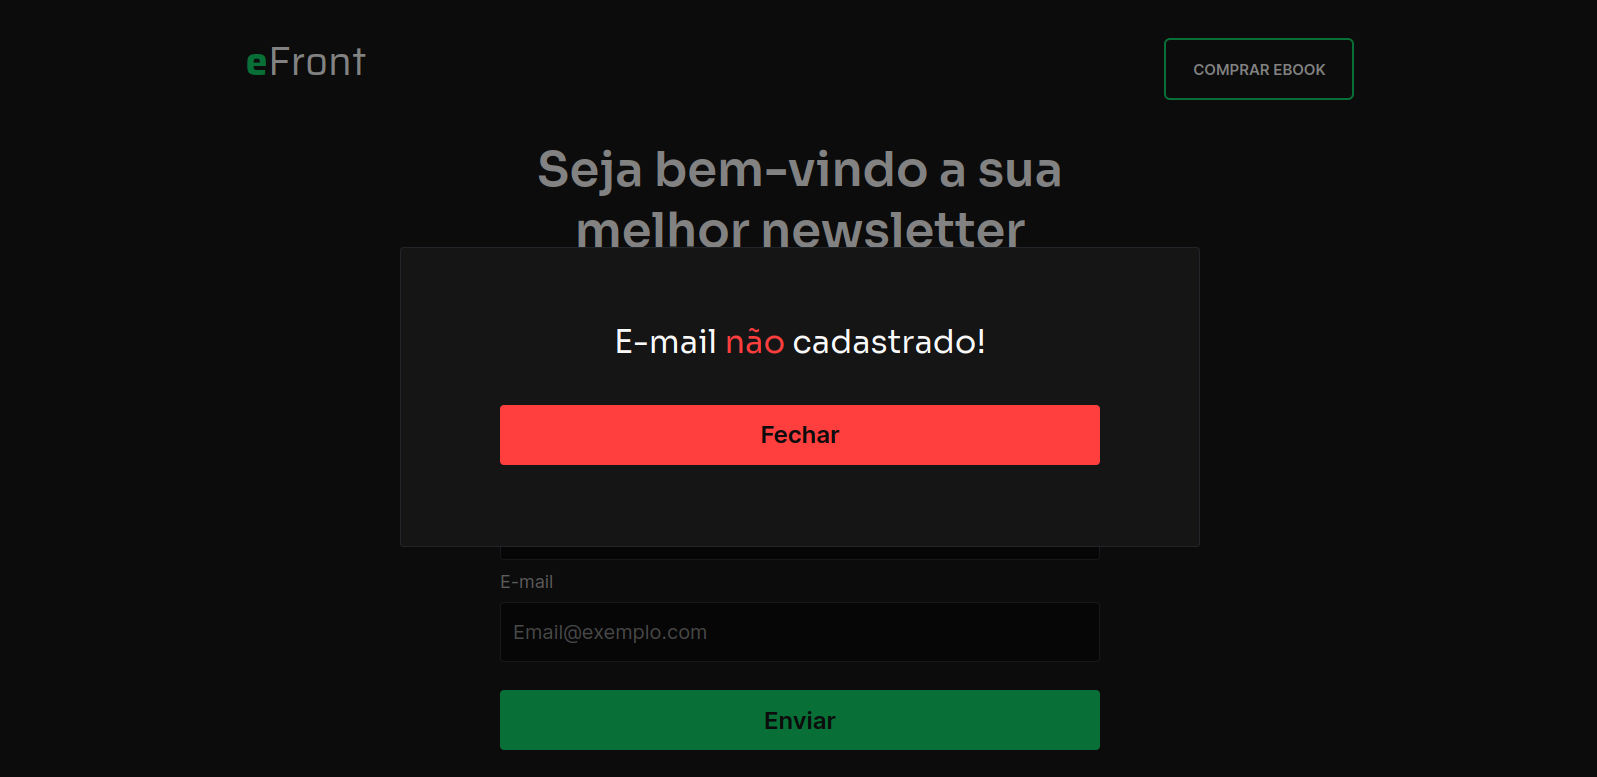 eFront
COMPRAR EBOOK
Seja bem-vindo a sua
melhor newsletter
E-mail não cadastrado!
Fechar
E-mail
Email@exemplo.com
Enviar